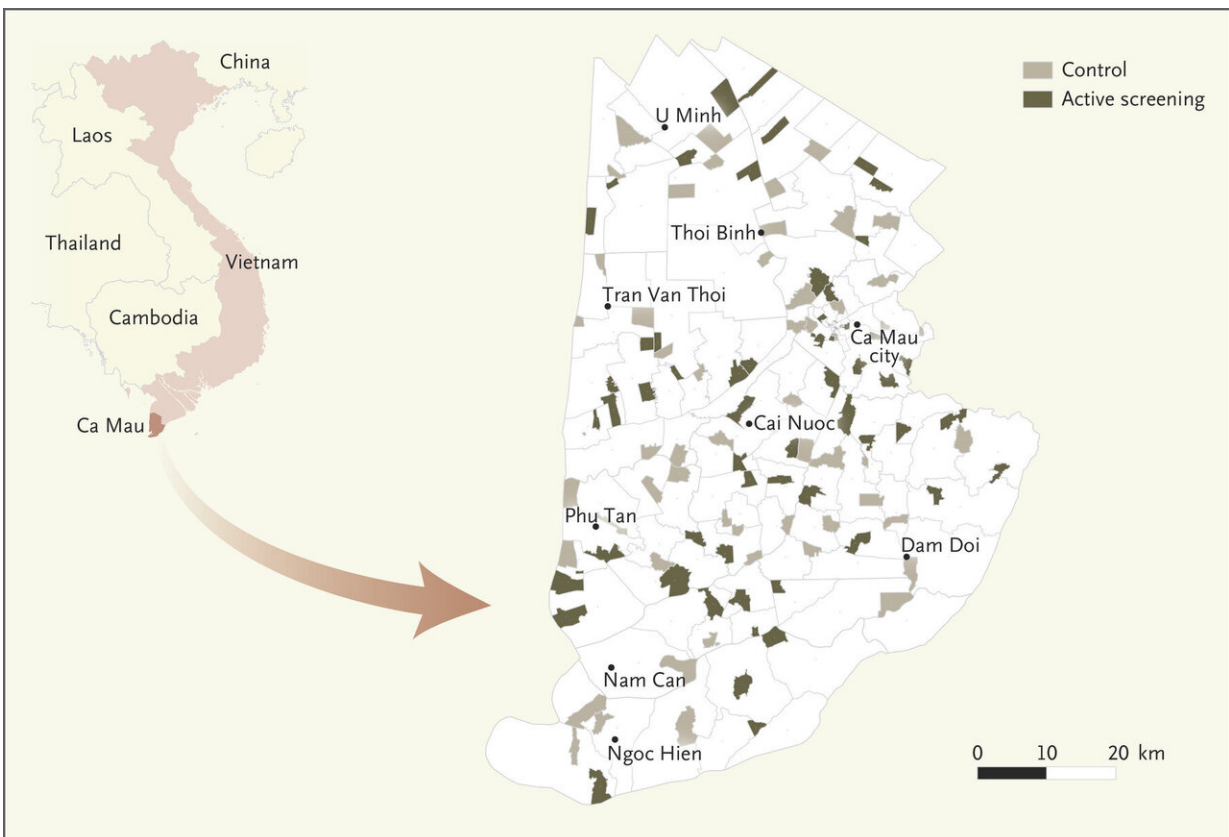 China
Laos
Thailand
Vietnam
Cambodia
Ca Mau
Control
Active screening
U Minh
Thoi Binh
Tran Van Thoi
Ca Mau
city
Cai Nuoc
Phu Tan
Dam Doi
Nam Can
Ngoc Hien
0 10 20 km